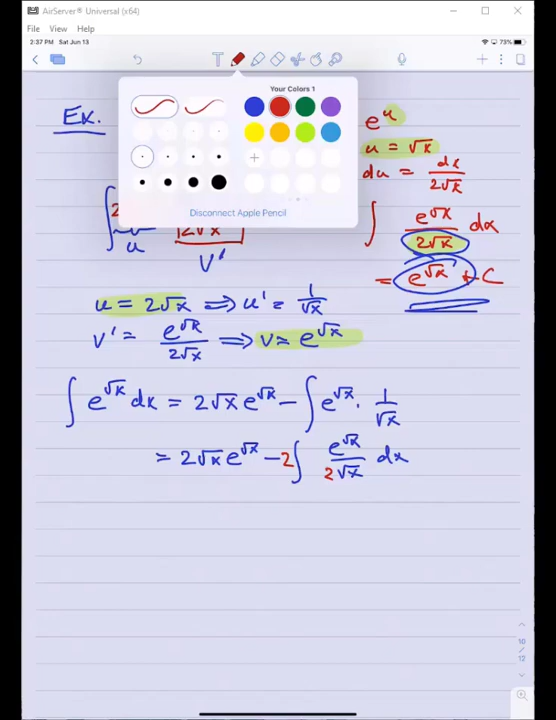 AirServer® Universal (x64)
File View Help
2:37 PM Sat Jun 13
73%
T
Your Colors 1
Disconnect Apple Pencil
Ex.
e^u
u = √x
du = dx/2√x
∫ 2
u
2√x
v'
∫ e^√x/2√x dx
= e^√x + C
u = 2√x ⟹ u' = 1/√x
v' = e^√x/2√x ⟹ v = e^√x
∫ e^√x dx = 2√x e^√x − ∫ e^√x · 1/√x
= 2√x e^√x − 2 ∫ e^√x/2√x dx
10
/
12